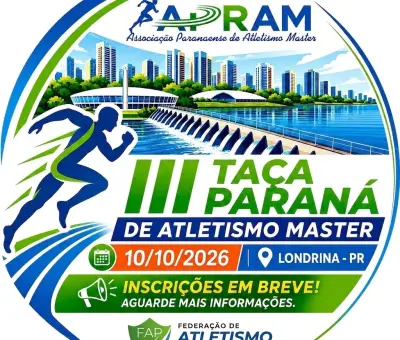 APRAM
Associação Paranaense de Atletismo Master
III TAÇA
PARANÁ
DE ATLETISMO MASTER
10/10/2026 LONDRINA - PR
INSCRIÇÕES EM BREVE!
AGUARDE MAIS INFORMAÇÕES.
FAP FEDERAÇÃO DE
ATLETISMO